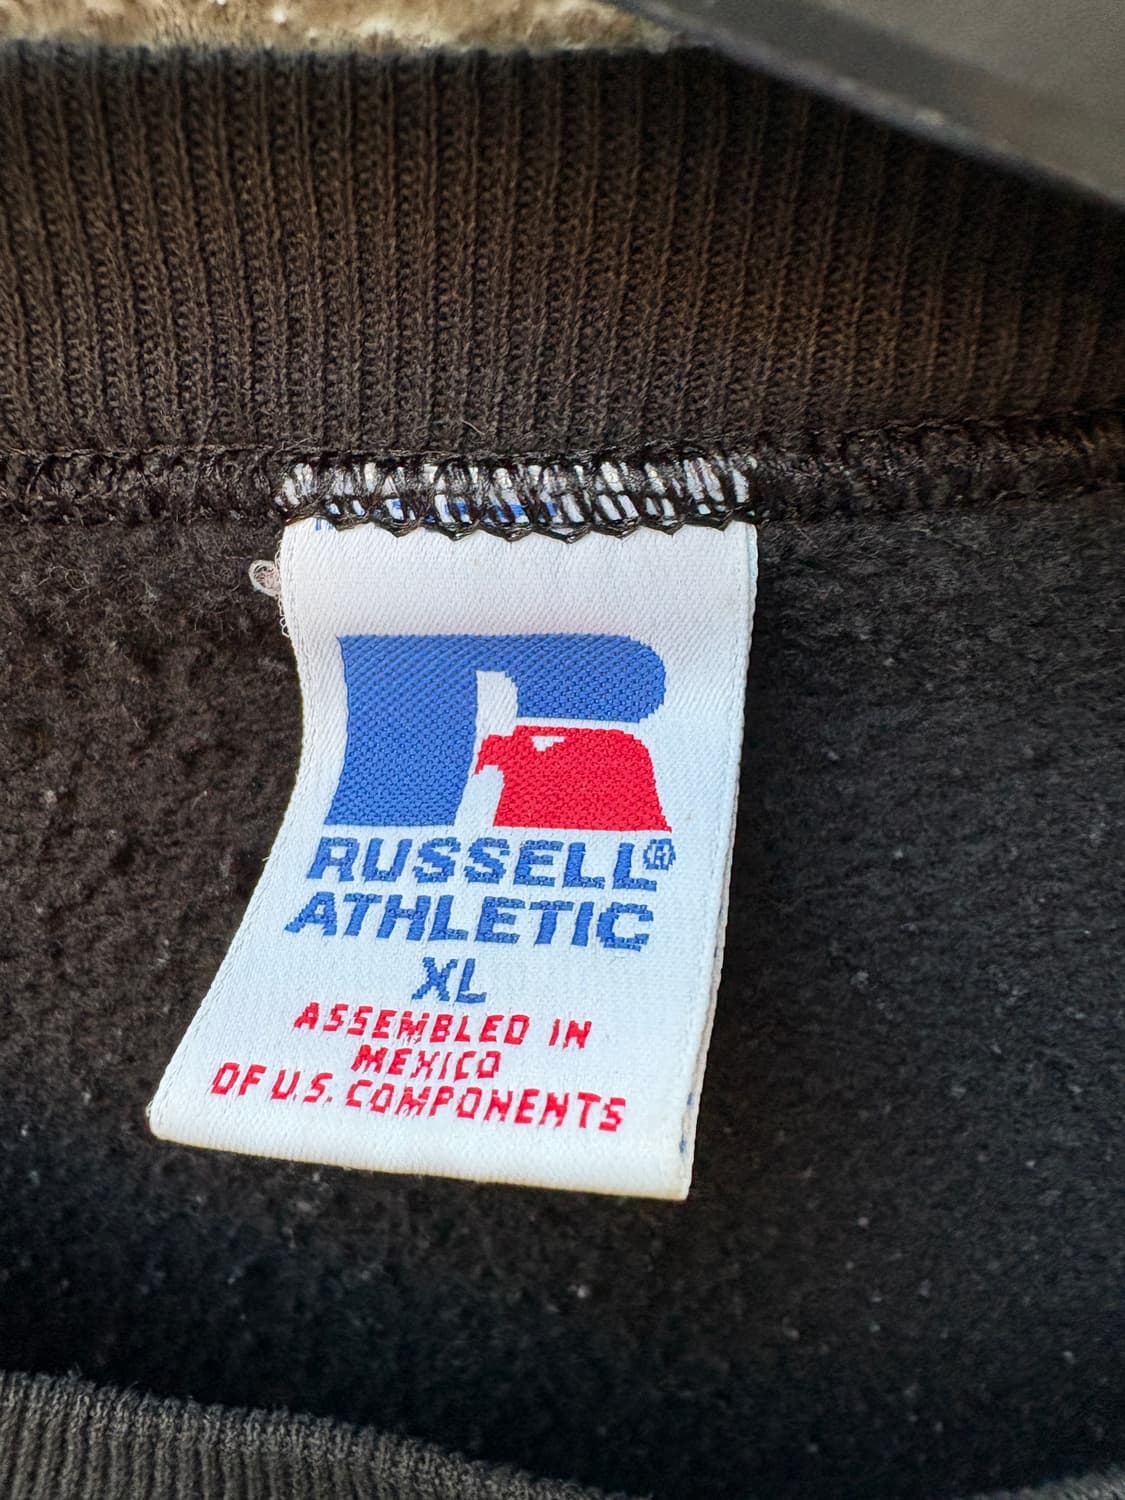 RUSSELL®
ATHLETIC
XL
ASSEMBLED IN
MEXICO
OF U.S. COMPONENTS